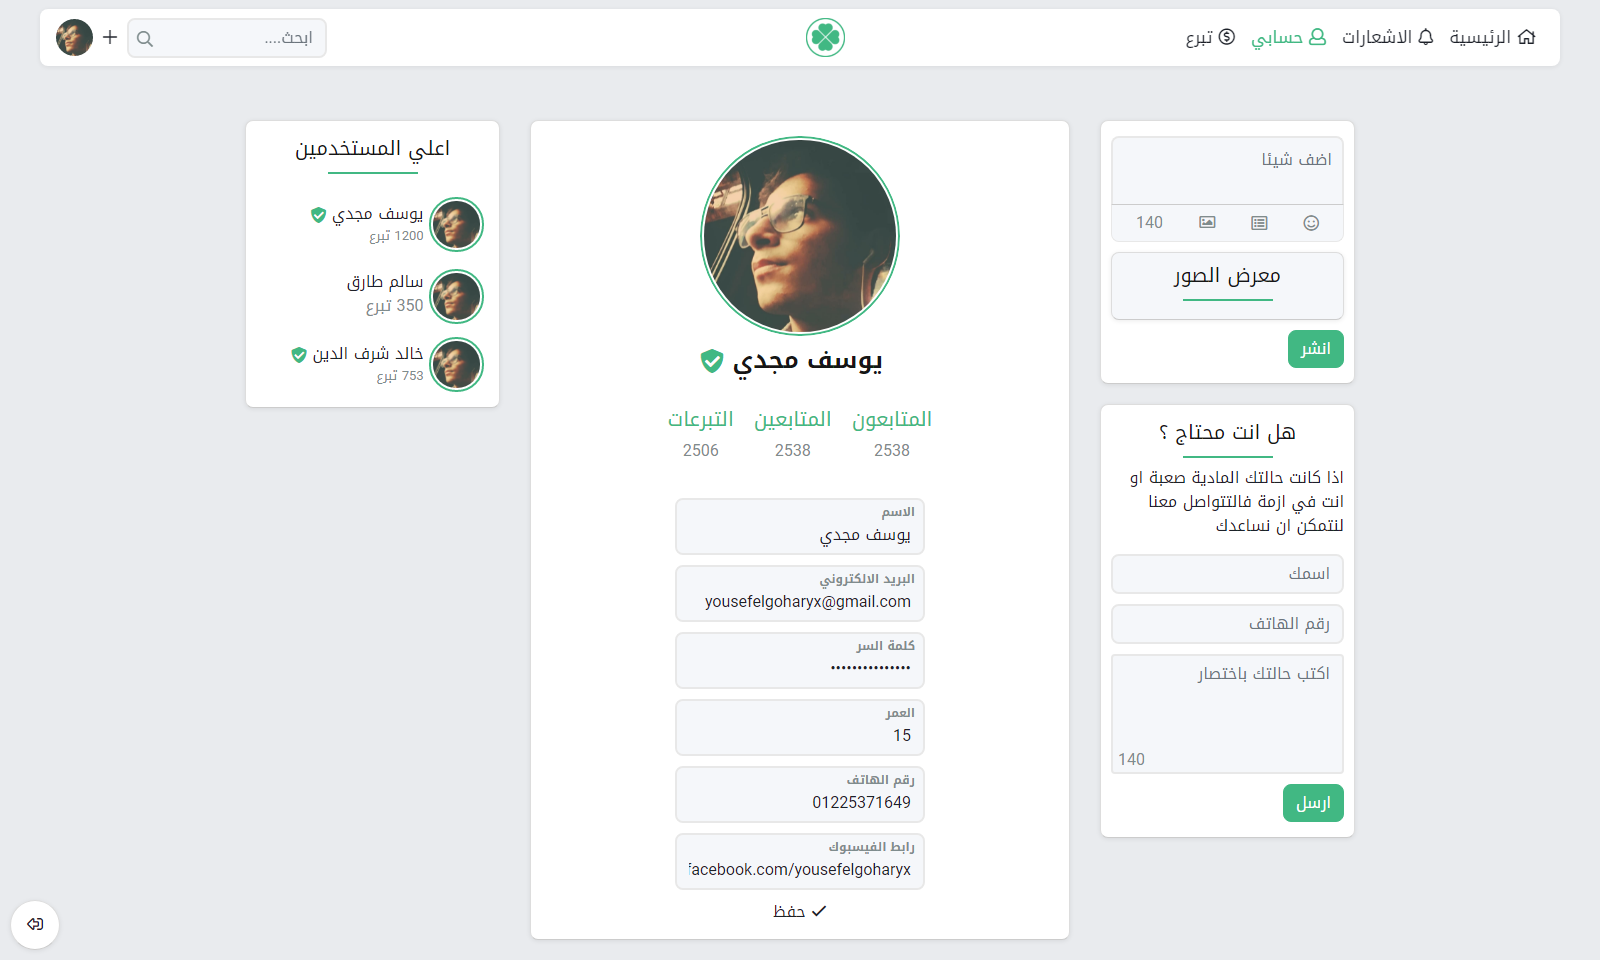 الرئيسية
الاشعارات
حسابي
تبرع
ابحث....
اضف شيئا
140
معرض الصور
انشر
هل انت محتاج ؟
اذا كانت حالتك المادية صعبة او
انت في ازمة فالتتواصل معنا
لنتمكن ان نساعدك
اسمك
رقم الهاتف
اكتب حالتك باختصار
140
ارسل
يوسف مجدي
المتابعون
2538
المتابعين
2538
التبرعات
2506
الاسم
يوسف مجدي
البريد الالكتروني
yousefelgoharyx@gmail.com
كلمة السر
•••••••••••••••
العمر
15
رقم الهاتف
01225371649
رابط الفيسبوك
facebook.com/yousefelgoharyx
حفظ
اعلي المستخدمين
يوسف مجدي
1200 تبرع
سالم طارق
350 تبرع
خالد شرف الدين
753 تبرع